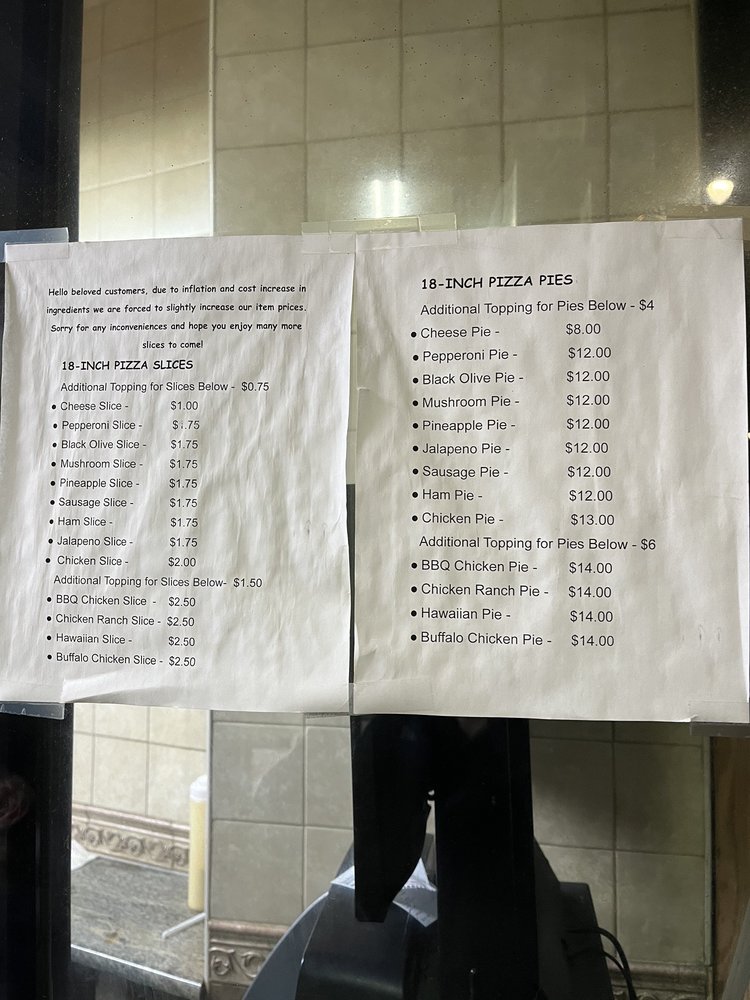 Hello beloved customers, due to inflation and cost increase in
ingredients we are forced to slightly increase our item prices.
Sorry for any inconveniences and hope you enjoy many more
slices to come!
18-INCH PIZZA SLICES
Additional Topping for Slices Below - $0.75
• Cheese Slice - $1.00
• Pepperoni Slice - $1.75
• Black Olive Slice - $1.75
• Mushroom Slice - $1.75
• Pineapple Slice - $1.75
• Sausage Slice - $1.75
• Ham Slice - $1.75
• Jalapeno Slice - $1.75
• Chicken Slice - $2.00
Additional Topping for Slices Below- $1.50
• BBQ Chicken Slice - $2.50
• Chicken Ranch Slice - $2.50
• Hawaiian Slice - $2.50
• Buffalo Chicken Slice - $2.50
18-INCH PIZZA PIES
Additional Topping for Pies Below - $4
• Cheese Pie - $8.00
• Pepperoni Pie - $12.00
• Black Olive Pie - $12.00
• Mushroom Pie - $12.00
• Pineapple Pie - $12.00
• Jalapeno Pie - $12.00
• Sausage Pie - $12.00
• Ham Pie - $12.00
• Chicken Pie - $13.00
Additional Topping for Pies Below - $6
• BBQ Chicken Pie - $14.00
• Chicken Ranch Pie - $14.00
• Hawaiian Pie - $14.00
• Buffalo Chicken Pie - $14.00